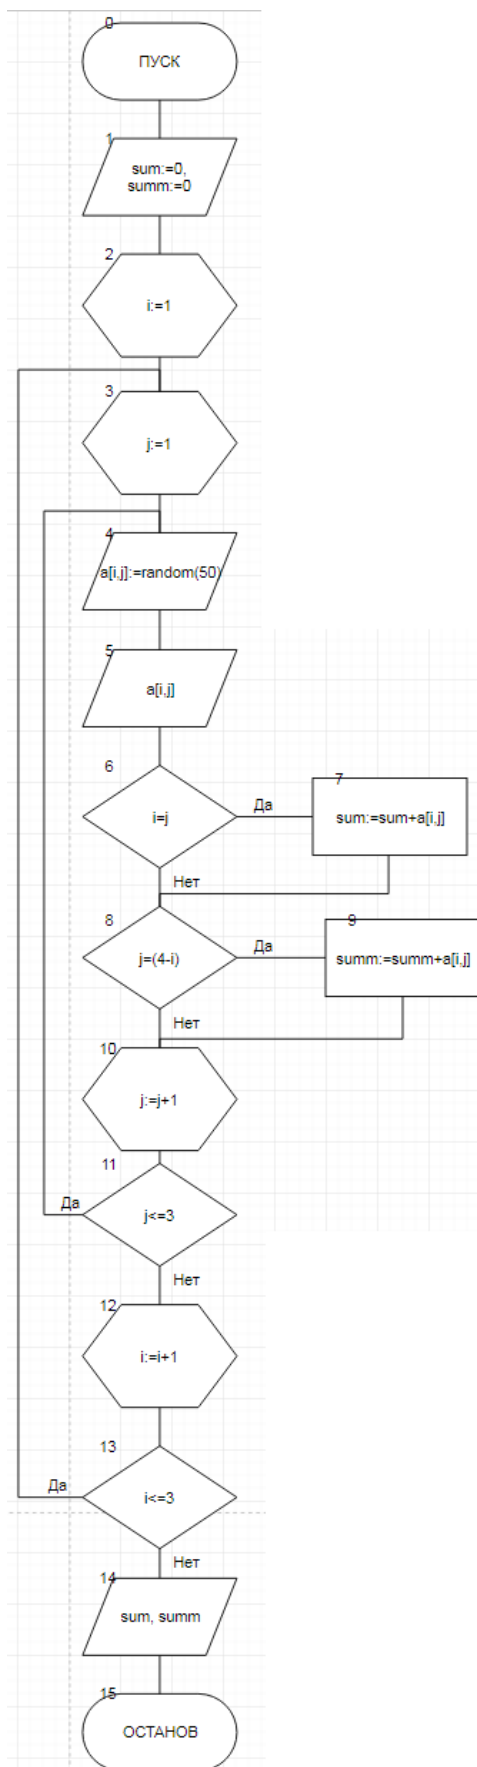 0
ПУСК
1
sum:=0,
summ:=0
2
i:=1
3
j:=1
4
a[i,j]:=random(50)
5
a[i,j]
6
i=j
Да
7
sum:=sum+a[i,j]
Нет
8
j=(4-i)
Да
9
summ:=summ+a[i,j]
Нет
10
j:=j+1
11
Да
j<=3
Нет
12
i:=i+1
13
Да
i<=3
Нет
14
sum, summ
15
ОСТАНОВ